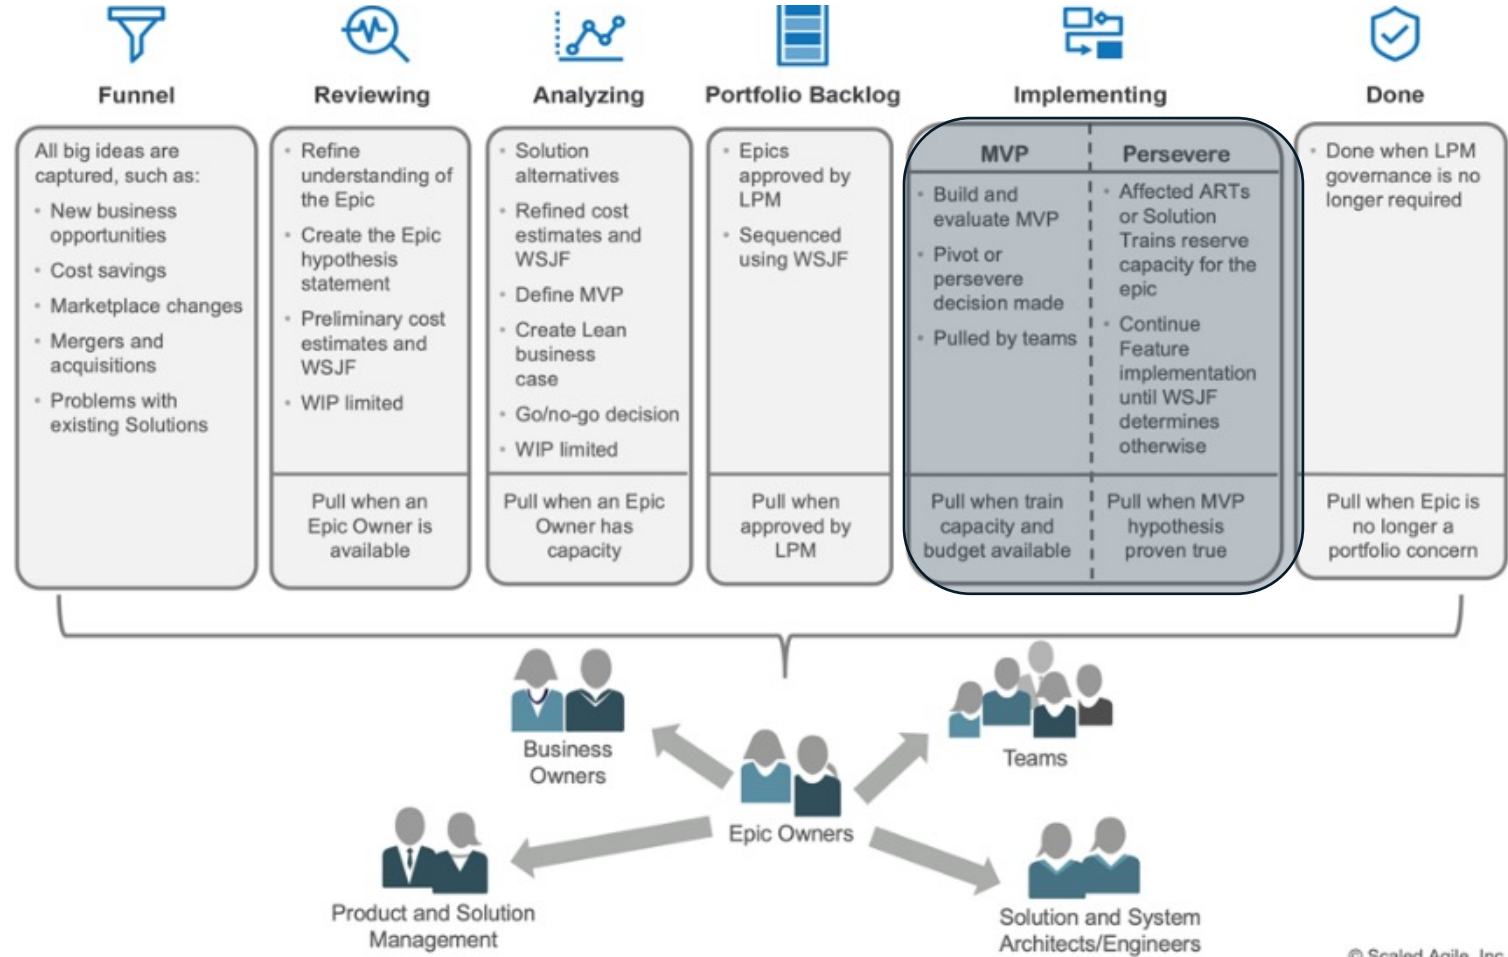 Funnel
Reviewing
Analyzing
Portfolio Backlog
Implementing
Done
All big ideas are
captured, such as:
• New business
opportunities
• Cost savings
• Marketplace changes
• Mergers and
acquisitions
• Problems with
existing Solutions
• Refine
understanding of
the Epic
• Create the Epic
hypothesis
statement
• Preliminary cost
estimates and
WSJF
• WIP limited
Pull when an
Epic Owner is
available
• Solution
alternatives
• Refined cost
estimates and
WSJF
• Define MVP
• Create Lean
business
case
• Go/no-go decision
• WIP limited
Pull when an Epic
Owner has
capacity
• Epics
approved by
LPM
• Sequenced
using WSJF
Pull when
approved by
LPM
MVP
• Build and
evaluate MVP
• Pivot or
persevere
decision made
• Pulled by teams
Pull when train
capacity and
budget available
Persevere
• Affected ARTs
or Solution
Trains reserve
capacity for the
epic
• Continue
Feature
implementation
until WSJF
determines
otherwise
Pull when MVP
hypothesis
proven true
• Done when LPM
governance is no
longer required
Pull when Epic is
no longer a
portfolio concern
Business
Owners
Teams
Epic Owners
Product and Solution
Management
Solution and System
Architects/Engineers
© Scaled Agile, Inc